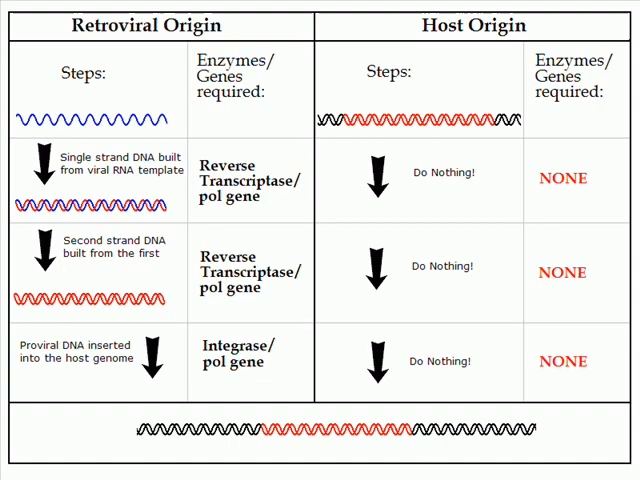 Retroviral Origin
Host Origin
Steps:
Enzymes/
Genes
required:
Steps:
Enzymes/
Genes
required:
Single strand DNA built
from viral RNA template
Reverse
Transcriptase/
pol gene
Do Nothing!
NONE
Second strand DNA
built from the first
Reverse
Transcriptase/
pol gene
Do Nothing!
NONE
Proviral DNA inserted
into the host genome
Integrase/
pol gene
Do Nothing!
NONE